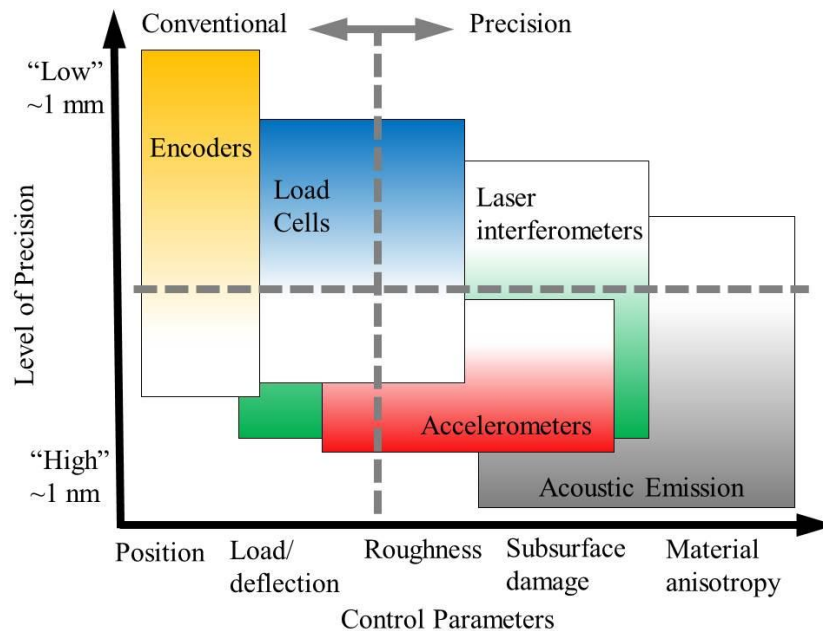 Conventional
Precision
“Low”
~1 mm
Encoders
Load
Cells
Laser
interferometers
Level of Precision
Accelerometers
“High”
~1 nm
Acoustic Emission
Position
Load/
deflection
Roughness
Subsurface
damage
Material
anisotropy
Control Parameters